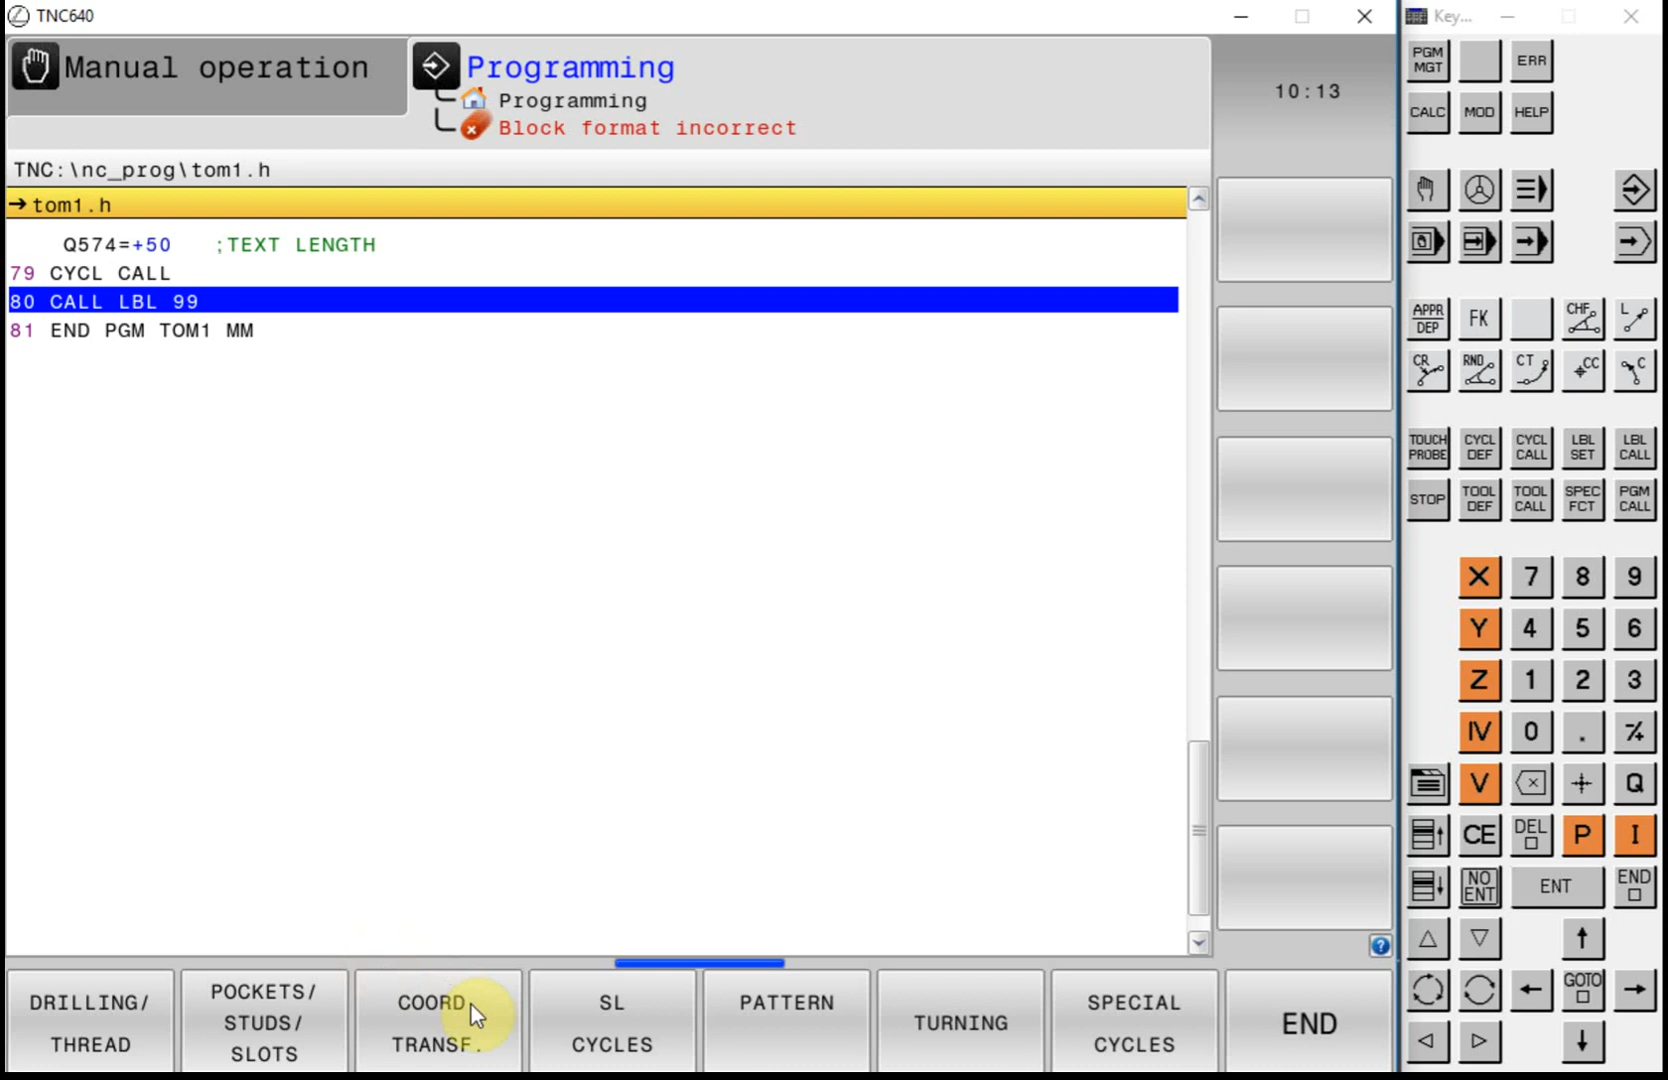 TNC640
Key...
Manual operation
Programming
Programming
Block format incorrect
10:13
TNC:\nc_prog\tom1.h
→tom1.h
Q574=+50 ;TEXT LENGTH
79 CYCL CALL
80 CALL LBL 99
81 END PGM TOM1 MM
DRILLING/
THREAD
POCKETS/
STUDS/
SLOTS
COORD.
TRANSF.
SL
CYCLES
PATTERN
TURNING
SPECIAL
CYCLES
END
PGM
MGT
ERR
CALC
MOD
HELP
APPR
DEP
FK
CHF
L
CR
RND
CT
CC
C
TOUCH
PROBE
CYCL
DEF
CYCL
CALL
LBL
SET
LBL
CALL
STOP
TOOL
DEF
TOOL
CALL
SPEC
FCT
PGM
CALL
X 7 8 9
Y 4 5 6
Z 1 2 3
IV 0 . -/+
V Q
CE
DEL
P I
NO
ENT
ENT
END
GOTO